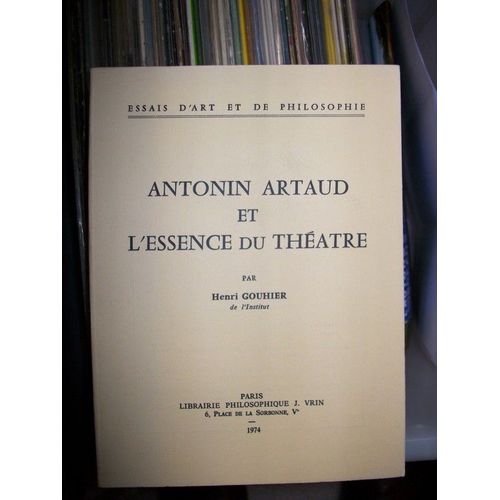 ESSAIS D'ART ET DE PHILOSOPHIE
ANTONIN ARTAUD
ET
L'ESSENCE DU THÉATRE
PAR
Henri GOUHIER
de l'Institut
PARIS
LIBRAIRIE PHILOSOPHIQUE J. VRIN
6, PLACE DE LA SORBONNE, Vᵉ
—
1974